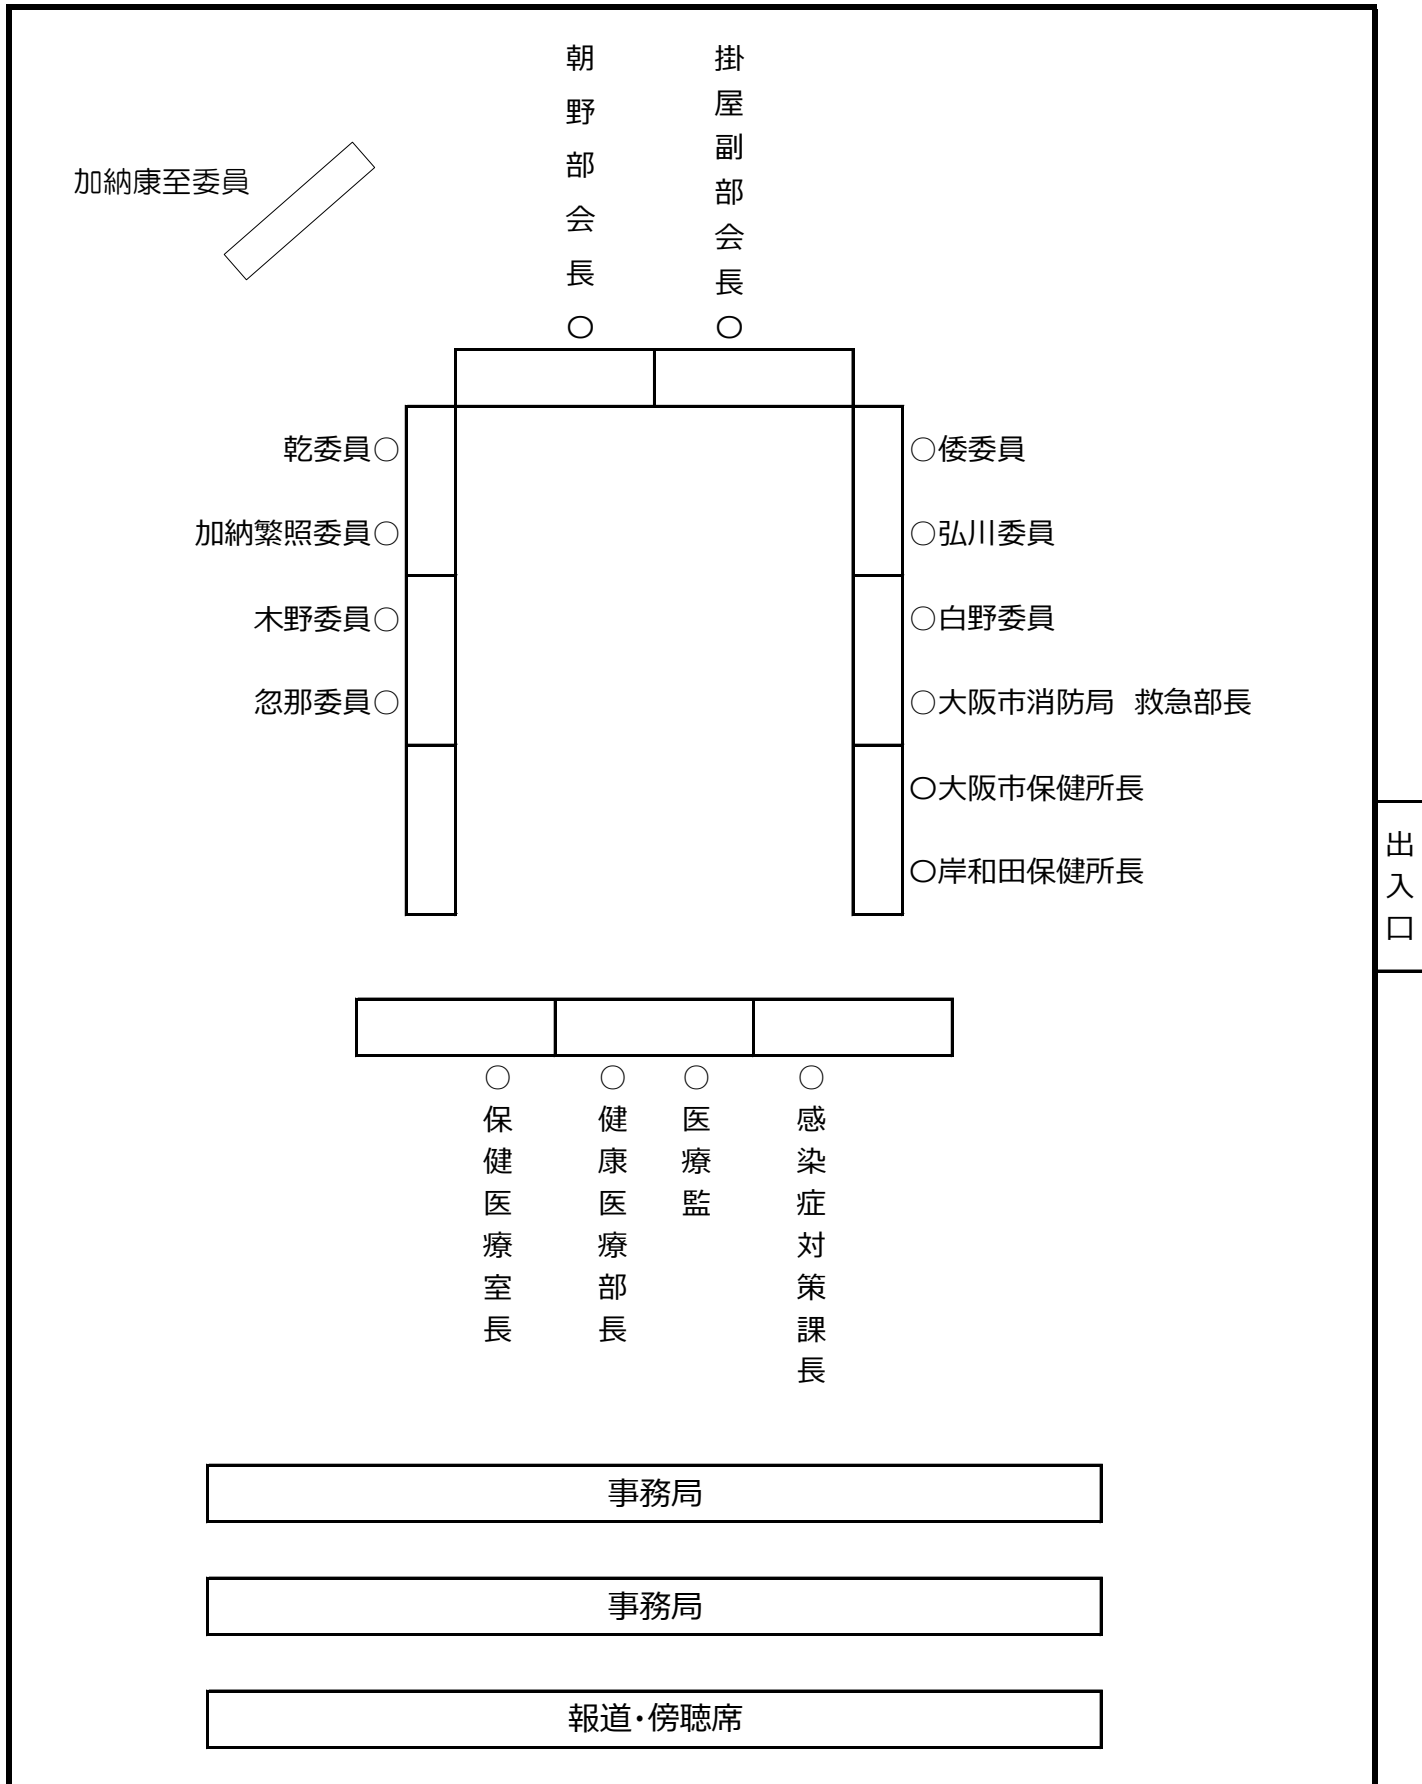 朝野部会長〇
掛屋副部会長〇
加納康至委員
乾委員○
○倭委員
加納繁照委員○
○弘川委員
木野委員○
○白野委員
忽那委員○
○大阪市消防局　救急部長
〇大阪市保健所長
〇岸和田保健所長
出入口
○保健医療室長
○健康医療部長
○医療監
○感染症対策課長
事務局
事務局
報道・傍聴席